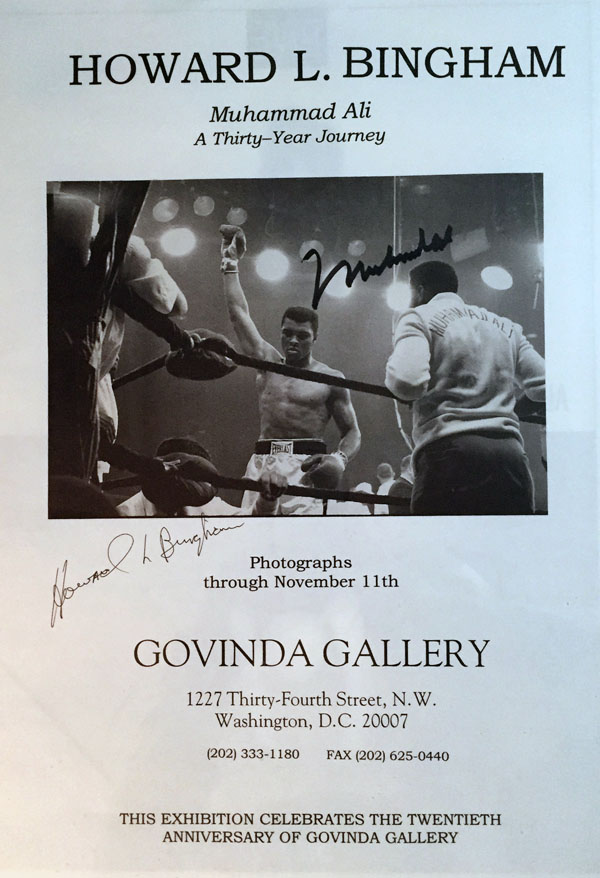 HOWARD L. BINGHAM
Muhammad Ali
A Thirty-Year Journey
Muhammad
MUHAMMAD ALI
EVERLAST
Howard L Bingham
Photographs
through November 11th
GOVINDA GALLERY
1227 Thirty-Fourth Street, N.W.
Washington, D.C. 20007
(202) 333-1180 FAX (202) 625-0440
THIS EXHIBITION CELEBRATES THE TWENTIETH
ANNIVERSARY OF GOVINDA GALLERY